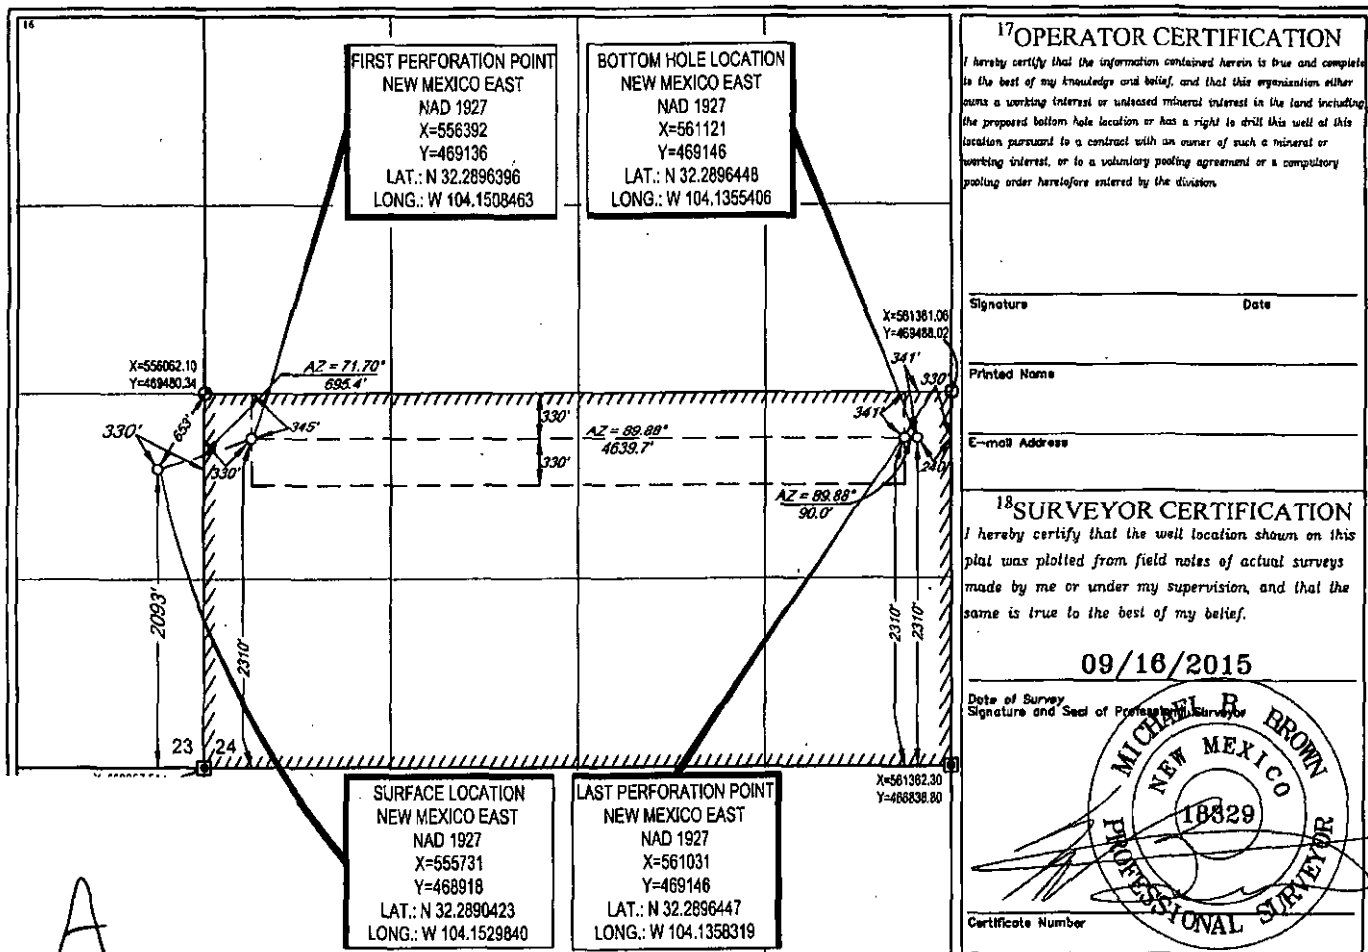 16
FIRST PERFORATION POINT
NEW MEXICO EAST
NAD 1927
X=556392
Y=469136
LAT.: N 32.2896396
LONG.: W 104.1508463
BOTTOM HOLE LOCATION
NEW MEXICO EAST
NAD 1927
X=561121
Y=469146
LAT.: N 32.2896448
LONG.: W 104.1355406
X=561361.06
Y=469488.02
X=556062.10
Y=469480.34
AZ = 71.70°
695.4'
341'
330'
330'
653'
345'
330'
330'
AZ = 89.88°
4639.7'
330'
341'
240'
AZ = 89.88°
90.0'
2093'
2310'
2310'
2310'
23 24
X=561362.30
Y=466836.80
SURFACE LOCATION
NEW MEXICO EAST
NAD 1927
X=555731
Y=468918
LAT.: N 32.2890423
LONG.: W 104.1529840
LAST PERFORATION POINT
NEW MEXICO EAST
NAD 1927
X=561031
Y=469146
LAT.: N 32.2896447
LONG.: W 104.1358319
A
17 OPERATOR CERTIFICATION
I hereby certify that the information contained herein is true and complete
to the best of my knowledge and belief, and that this organization either
owns a working interest or unleased mineral interest in the land including
the proposed bottom hole location or has a right to drill this well at this
location pursuant to a contract with an owner of such a mineral or
working interest, or to a voluntary pooling agreement or a compulsory
pooling order heretofore entered by the division.
Signature Date
Printed Name
E-mail Address
18 SURVEYOR CERTIFICATION
I hereby certify that the well location shown on this
plat was plotted from field notes of actual surveys
made by me or under my supervision, and that the
same is true to the best of my belief.
09/16/2015
Date of Survey
Signature and Seal of Professional Surveyor
MICHAEL R. BROWN
NEW MEXICO
18329
PROFESSIONAL SURVEYOR
Certificate Number